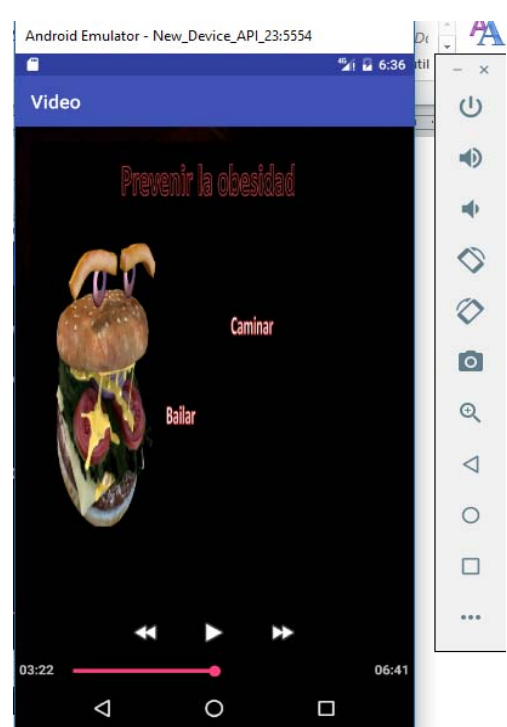 Android Emulator - New_Device_API_23:5554
6:36
Video
Prevenir la obesidad
Caminar
Bailar
03:22
06:41